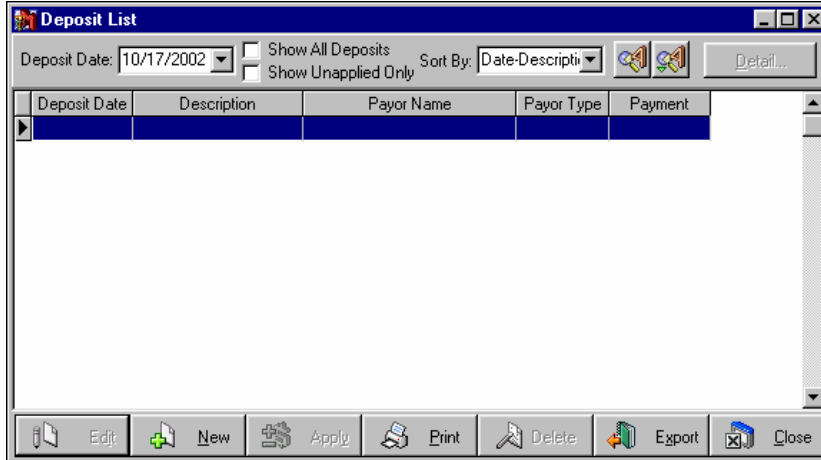 Deposit List
Deposit Date: 10/17/2002
Show All Deposits
Show Unapplied Only
Sort By: Date-Descripti
Detail...
Deposit Date Description Payor Name Payor Type Payment
Edit New Apply Print Delete Export Close